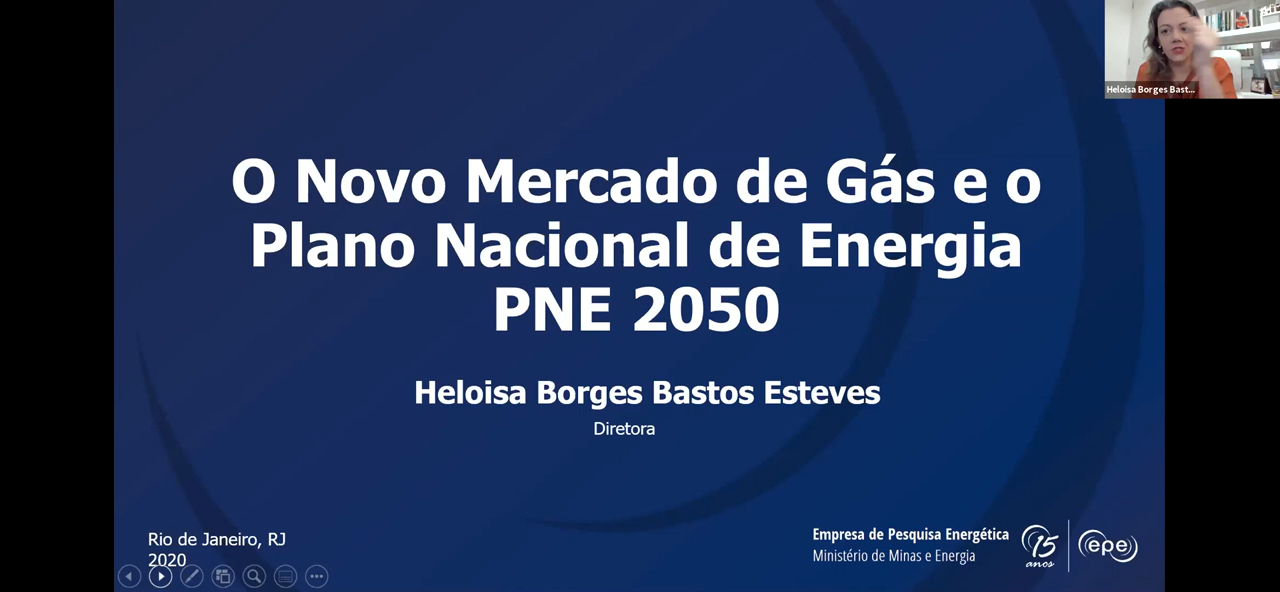 Heloisa Borges Bast...
O Novo Mercado de Gás e o
Plano Nacional de Energia
PNE 2050
Heloisa Borges Bastos Esteves
Diretora
Rio de Janeiro, RJ
2020
Empresa de Pesquisa Energética
Ministério de Minas e Energia
15
anos
epe